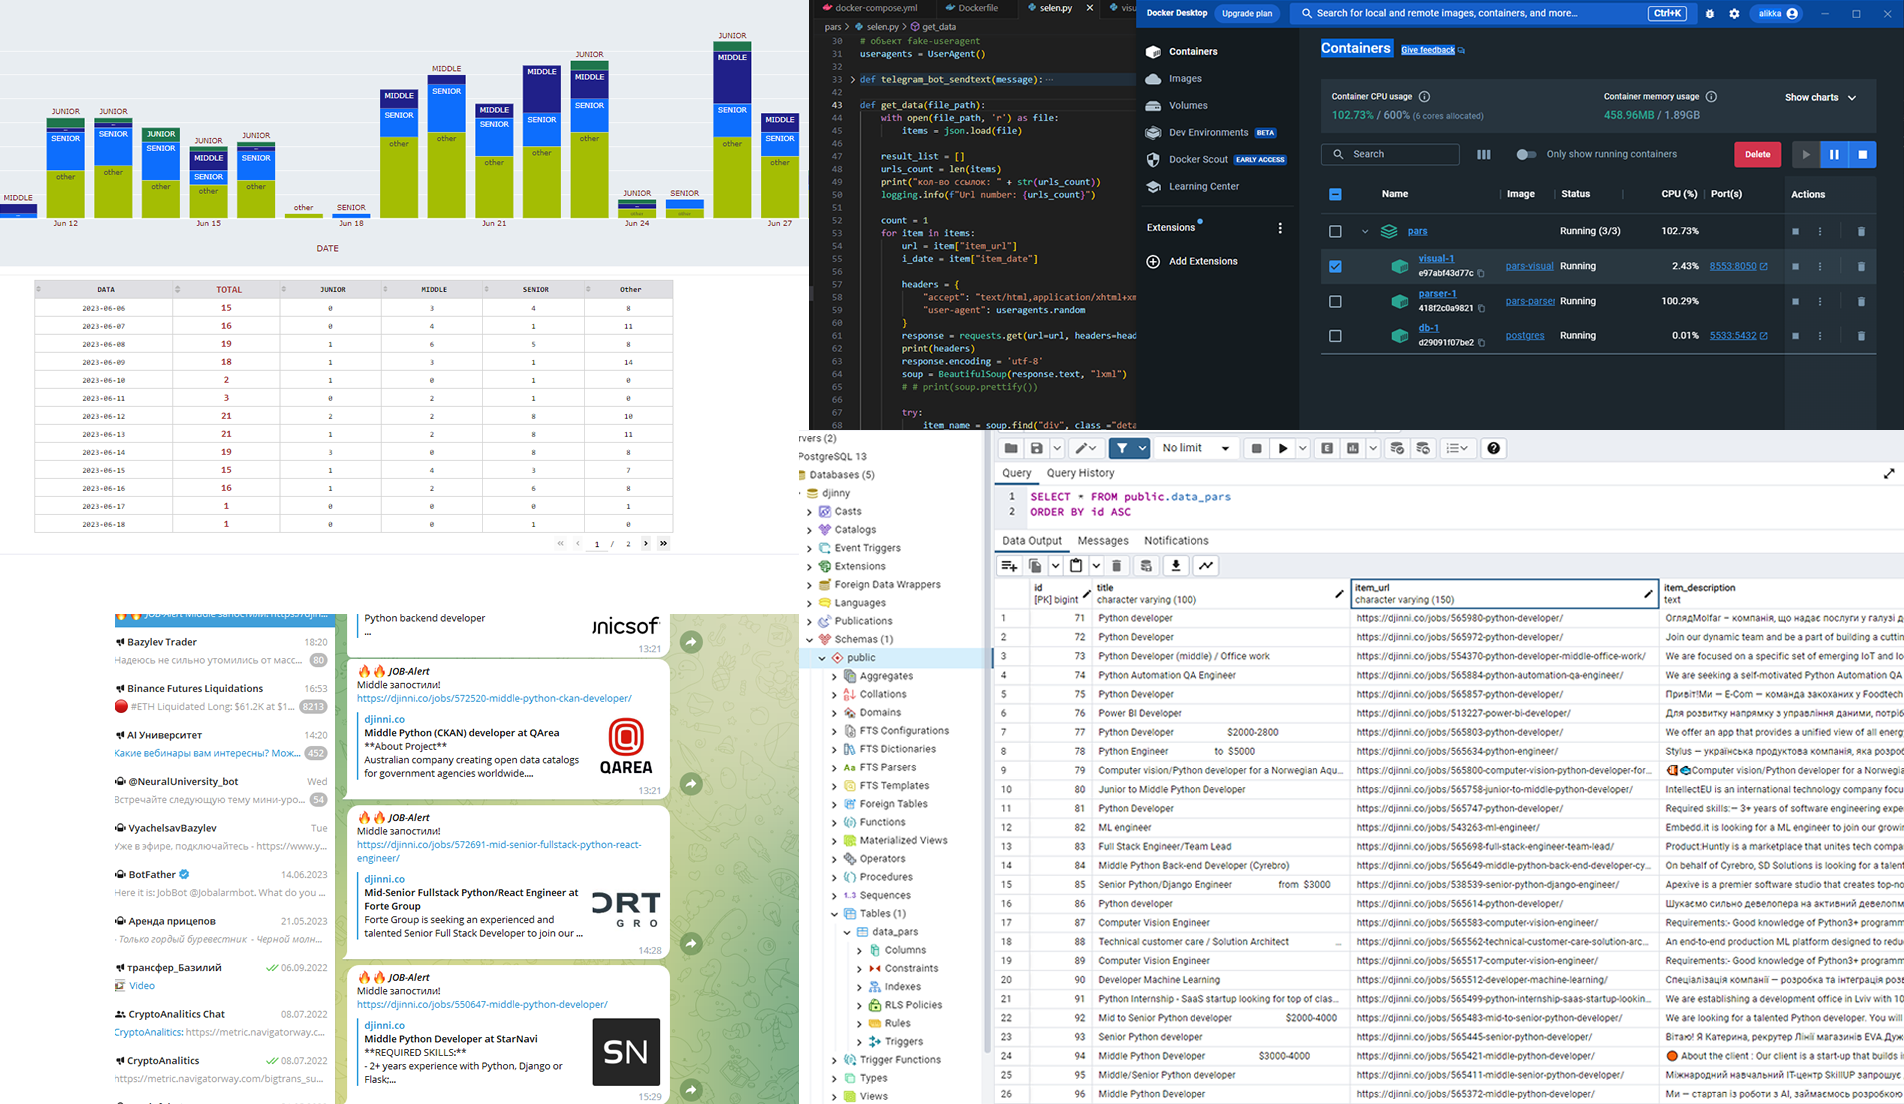 JUNIOR
SENIOR
other
JUNIOR
SENIOR
other
JUNIOR
SENIOR
other
JUNIOR
MIDDLE
SENIOR
other
JUNIOR
SENIOR
other
MIDDLE
other
SENIOR
MIDDLE
SENIOR
other
MIDDLE
SENIOR
other
MIDDLE
SENIOR
other
MIDDLE
SENIOR
other
JUNIOR
MIDDLE
SENIOR
other
JUNIOR
other
SENIOR
other
JUNIOR
MIDDLE
SENIOR
other
MIDDLE
SENIOR
other
Jun 12 Jun 15 Jun 18 Jun 21 Jun 24 Jun 27
DATE
DATA TOTAL JUNIOR MIDDLE SENIOR Other
2023-06-06 15 0 3 4 8
2023-06-07 16 0 4 1 11
2023-06-08 19 1 6 5 8
2023-06-09 18 1 3 1 14
2023-06-10 2 1 0 1 0
2023-06-11 3 0 2 1 0
2023-06-12 21 2 2 8 10
2023-06-13 21 1 2 8 11
2023-06-14 19 3 0 8 8
2023-06-15 15 1 4 3 7
2023-06-16 16 1 2 6 8
2023-06-17 1 0 0 0 1
2023-06-18 1 0 0 1 0
« ‹ 1 / 2 › »
docker-compose.yml Dockerfile selen.py × visu
pars > selen.py > get_data
30 # объект fake-useragent
31 useragents = UserAgent()
32
33 > def telegram_bot_sendtext(message): ···
42
43 def get_data(file_path):
44 with open(file_path, 'r') as file:
45 items = json.load(file)
46
47 result_list = []
48 urls_count = len(items)
49 print("кол-во ссылок: " + str(urls_count))
50 logging.info(f"Url number: {urls_count}")
51
52 count = 1
53 for item in items:
54 url = item["item_url"]
55 i_date = item["item_date"]
56
57 headers = {
58 "accept": "text/html,application/xhtml+xm
59 "user-agent": useragents.random
60 }
61 response = requests.get(url=url, headers=head
62 print(headers)
63 response.encoding = 'utf-8'
64 soup = BeautifulSoup(response.text, "lxml")
65 # # print(soup.prettify())
66
67 try:
68 item_name = soup.find("div", class_="deta
Docker Desktop Upgrade plan Search for local and remote images, containers, and more... Ctrl+K alikka
Containers
Images
Volumes
Dev Environments BETA
Docker Scout EARLY ACCESS
Learning Center
Extensions
Add Extensions
Containers Give feedback
Container CPU usage
102.73% / 600% (6 cores allocated)
Container memory usage
458.96MB / 1.89GB
Show charts
Search Only show running containers Delete
Name Image Status CPU (%) Port(s) Actions
pars Running (3/3) 102.73%
visual-1
e97abf43d77c
pars-visual Running 2.43% 8553:8050
parser-1
418f2c0a9821
pars-parser Running 100.29%
db-1
d29091f07be2
postgres Running 0.01% 5533:5432
JOB-Alert
Bazylev Trader 18:20
Надеюсь не сильно утомились от масс... 80
Binance Futures Liquidations 16:53
#ETH Liquidated Long: $61.2K at $1... 8213
AI Университет 14:20
Какие вебинары вам интересны? Мож... 452
@NeuralUniversity_bot Wed
Встречайте следующую тему мини-уро... 54
VyachelsavBazylev Tue
Уже в эфире, подключайтесь - https://www.y...
BotFather 14.06.2023
Here it is: JobBot @Jobalarmbot. What do you ...
Аренда прицепов 21.05.2023
- Только гордый буревестник - Черной молн...
трансфер_Базилий 06.09.2022
Video
CryptoAnalitics Chat 08.07.2022
CryptoAnalitics: https://metric.navigatorway.c...
CryptoAnalitics 08.07.2022
https://metric.navigatorway.com/bigtrans_su...
Python backend developer
...
unicsof
13:21
JOB-Alert
Middle запостили!
https://djinni.co/jobs/572520-middle-python-ckan-developer/
djinni.co
Middle Python (CKAN) developer at QArea
**About Project**
Australian company creating open data catalogs
for government agencies worldwide....
QAREA
13:21
JOB-Alert
Middle запостили!
https://djinni.co/jobs/572691-mid-senior-fullstack-python-react-
engineer/
djinni.co
Mid-Senior Fullstack Python/React Engineer at
Forte Group
Forte Group is seeking an experienced and
talented Senior Full Stack Developer to join our ...
ORT
GRO
14:28
JOB-Alert
Middle запостили!
https://djinni.co/jobs/550647-middle-python-developer/
djinni.co
Middle Python Developer at StarNavi
**REQUIRED SKILLS:**
- 2+ years experience with Python, Django or
Flask;...
SN
15:29
rvers (2)
PostgreSQL 13
Databases (5)
djinny
Casts
Catalogs
Event Triggers
Extensions
Foreign Data Wrappers
Languages
Publications
Schemas (1)
public
Aggregates
Collations
Domains
FTS Configurations
FTS Dictionaries
Aa FTS Parsers
FTS Templates
Foreign Tables
Functions
Materialized Views
Operators
Procedures
1..3 Sequences
Tables (1)
data_pars
Columns
Constraints
Indexes
RLS Policies
Rules
Triggers
Trigger Functions
Types
Views
No limit
Query Query History
1 SELECT * FROM public.data_pars
2 ORDER BY id ASC
Data Output Messages Notifications
id
[PK] bigint
title
character varying (100)
item_url
character varying (150)
item_description
text
1 71 Python developer https://djinni.co/jobs/565980-python-developer/ ОглядMolfar – компанія, що надає послуги у галузі д
2 72 Python Developer https://djinni.co/jobs/565972-python-developer/ Join our dynamic team and be a part of building a cutting
3 73 Python Developer (middle) / Office work https://djinni.co/jobs/554370-python-developer-middle-office-work/ We are focused on a specific set of emerging IoT and Io
4 74 Python Automation QA Engineer https://djinni.co/jobs/565884-python-automation-qa-engineer/ We are seeking a self-motivated Python Automation QA
5 75 Python Developer https://djinni.co/jobs/565857-python-developer/ Привіт!Ми — E-Com — команда закоханих у Foodtech
6 76 Power BI Developer https://djinni.co/jobs/513227-power-bi-developer/ Для розвитку напрямку з управління даними, потріб
7 77 Python Developer $2000-2800 https://djinni.co/jobs/565803-python-developer/ We offer an app that provides a unified view of all energy
8 78 Python Engineer to $5000 https://djinni.co/jobs/565634-python-engineer/ Stylus — українська продуктова компанія, яка розроб
9 79 Computer vision/Python developer for a Norwegian Aqu... https://djinni.co/jobs/565800-computer-vision-python-developer-for... Computer vision/Python developer for a Norwegia
10 80 Junior to Middle Python Developer https://djinni.co/jobs/565758-junior-to-middle-python-developer/ IntellectEU is an international technology company focu
11 81 Python Developer https://djinni.co/jobs/565747-python-developer/ Required skills:— 3+ years of software engineering expe
12 82 ML engineer https://djinni.co/jobs/543263-ml-engineer/ Embedd.it is looking for a ML engineer to join our growin
13 83 Full Stack Engineer/Team Lead https://djinni.co/jobs/565698-full-stack-engineer-team-lead/ Product:Huntly is a marketplace that unites tech compa
14 84 Middle Python Back-end Developer (Cyrebro) https://djinni.co/jobs/565649-middle-python-back-end-developer-cy... On behalf of Cyrebro, SD Solutions is looking for a talent
15 85 Senior Python/Django Engineer from $3000 https://djinni.co/jobs/538539-senior-python-django-engineer/ Apexive is a premier software studio that creates top-no
16 86 Python developer https://djinni.co/jobs/565614-python-developer/ Шукаємо сильно девелопера на активний девелопм
17 87 Computer Vision Engineer https://djinni.co/jobs/565583-computer-vision-engineer/ Requirements:- Good knowledge of Python3+ programm
18 88 Technical customer care / Solution Architect ... https://djinni.co/jobs/565562-technical-customer-care-solution-arc... An end-to-end production ML platform designed to redu
19 89 Computer Vision Engineer https://djinni.co/jobs/565517-computer-vision-engineer/ Requirements:- Good knowledge of Python3+ programm
20 90 Developer Machine Learning https://djinni.co/jobs/565512-developer-machine-learning/ Спеціалізація компанії — розробка та інтеграція розв
21 91 Python Internship - SaaS startup looking for top of clas... https://djinni.co/jobs/565499-python-internship-saas-startup-lookin... We are establishing a development office in Lviv with 10
22 92 Mid to Senior Python developer $2000-4000 https://djinni.co/jobs/565483-mid-to-senior-python-developer/ We are looking for a talented Python developer. You will
23 93 Senior Python developer https://djinni.co/jobs/565445-senior-python-developer/ Вітаю! Я Катерина, рекрутер Лінії магазинів EVA.Дуж
24 94 Middle Python Developer $3000-4000 https://djinni.co/jobs/565421-middle-python-developer/ About the client : Our client is a start-up that builds i
25 95 Middle/Senior Python developer https://djinni.co/jobs/565411-middle-senior-python-developer/ Міжнародний навчальний IT-центр SkillUP запрошує
26 96 Middle Python Developer https://djinni.co/jobs/565372-middle-python-developer/ Ми — стартап із роботи з AI, займаємось розробкою